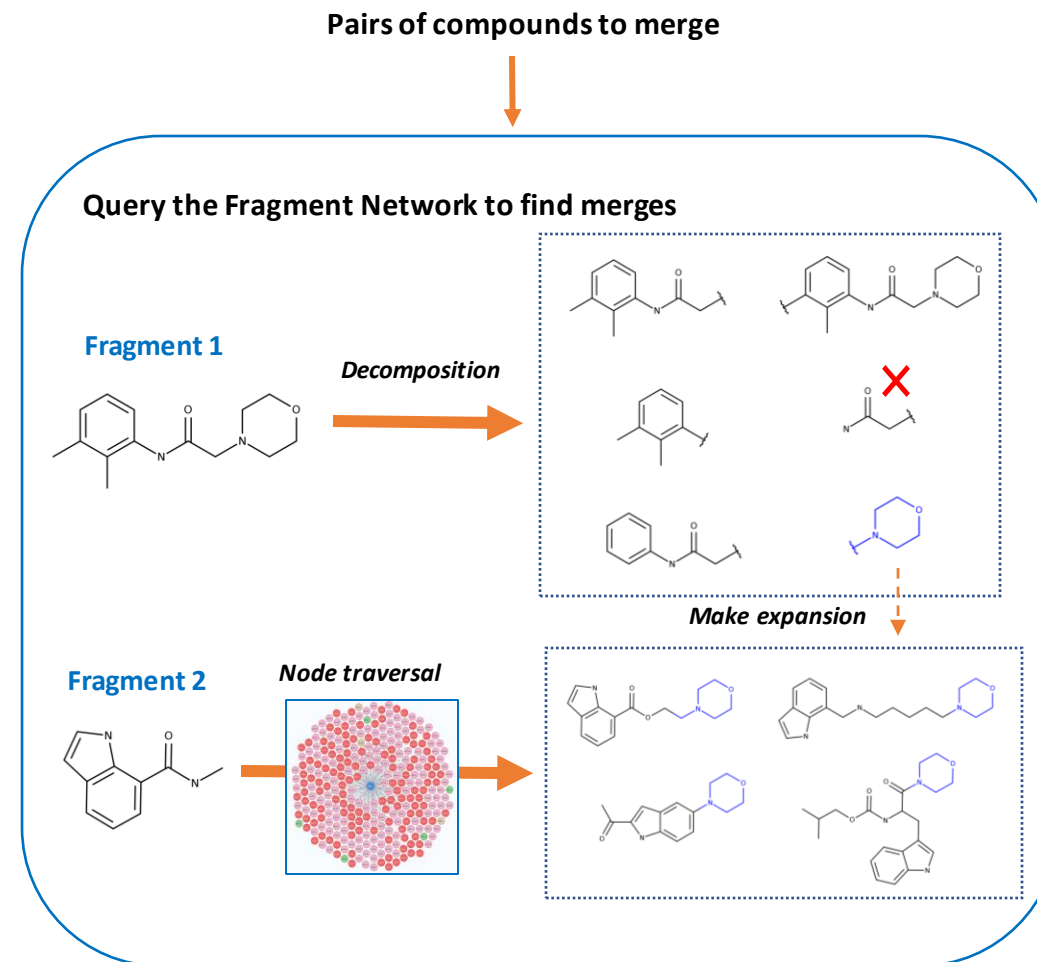 Pairs of compounds to merge
Query the Fragment Network to find merges
Fragment 1
Decomposition
Make expansion
Fragment 2
Node traversal